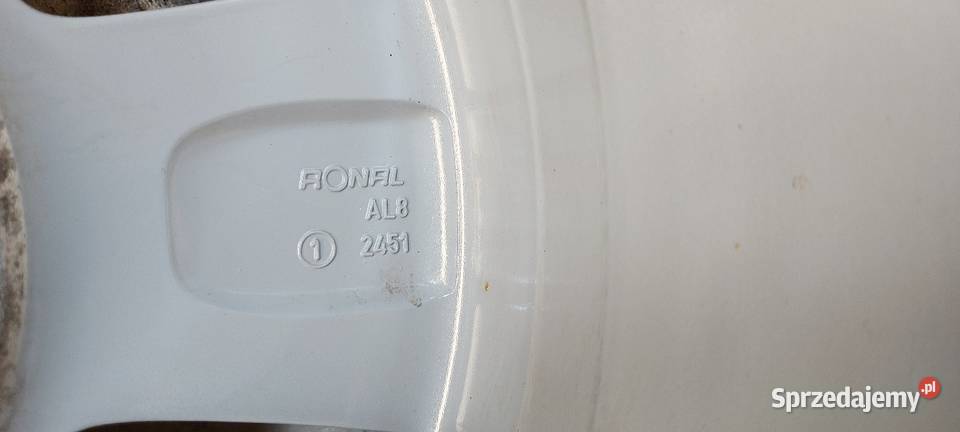 RONAL
AL8
1 2451
Sprzedajemy.pl